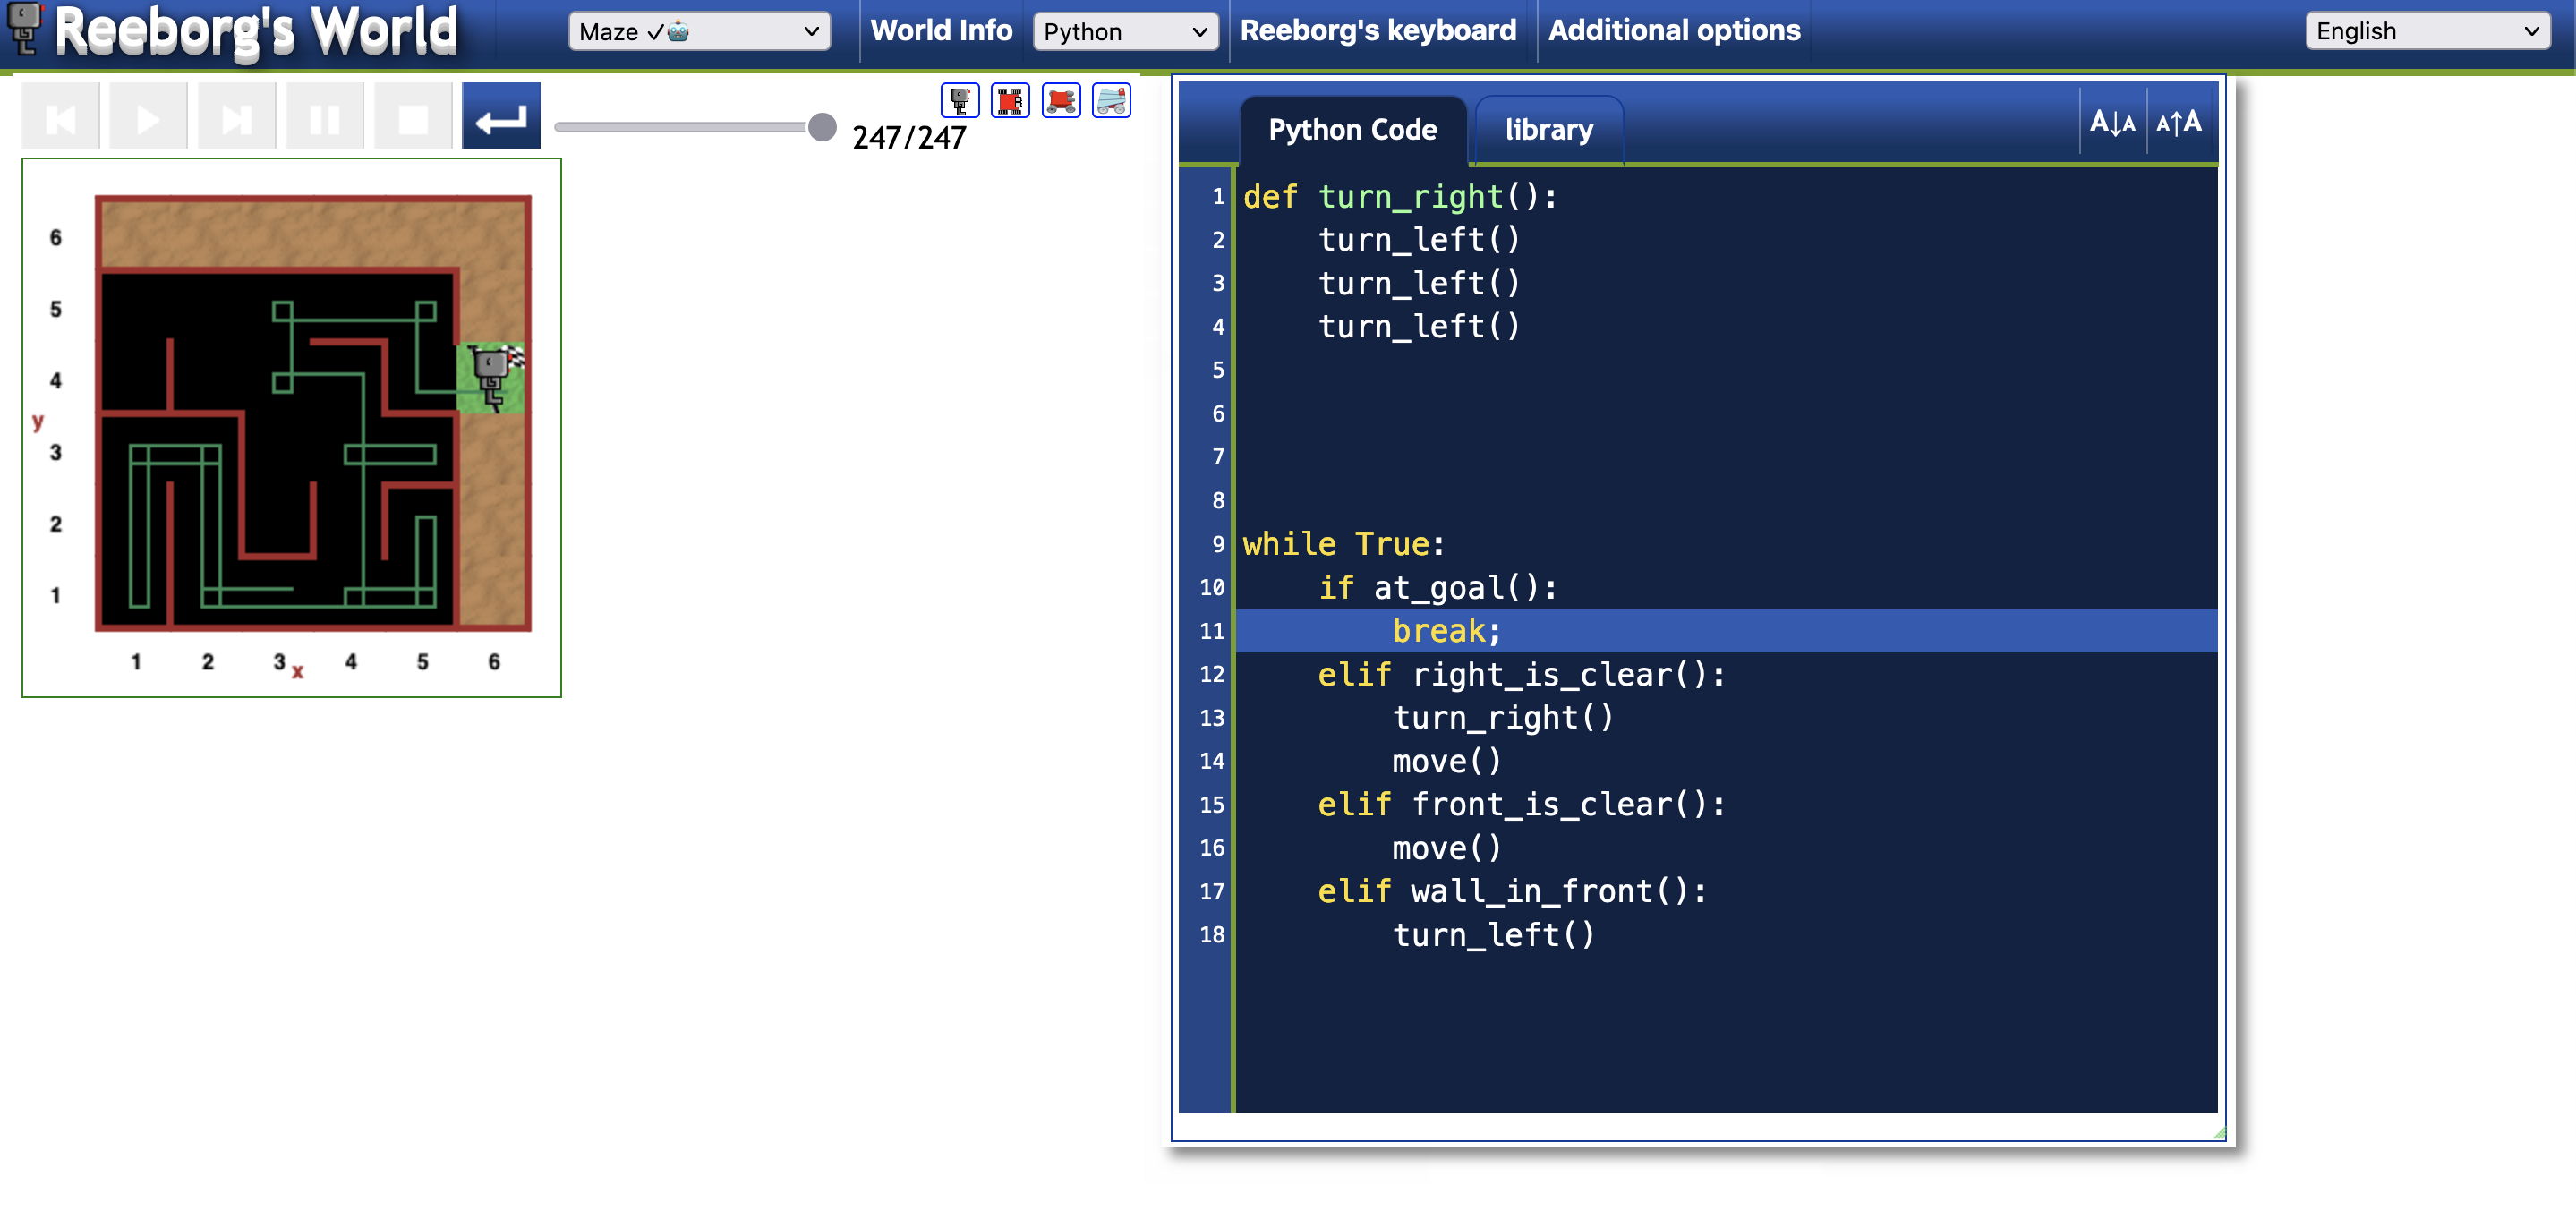 Reeborg's World
Maze ✓🤖
World Info
Python
Reeborg's keyboard
Additional options
English
247/247
6
5
4
y
3
2
1
1 2 3 x 4 5 6
Python Code
library
A↓A
A↑A
1 def turn_right():
2     turn_left()
3     turn_left()
4     turn_left()
5
6
7
8
9 while True:
10     if at_goal():
11         break;
12     elif right_is_clear():
13         turn_right()
14         move()
15     elif front_is_clear():
16         move()
17     elif wall_in_front():
18         turn_left()